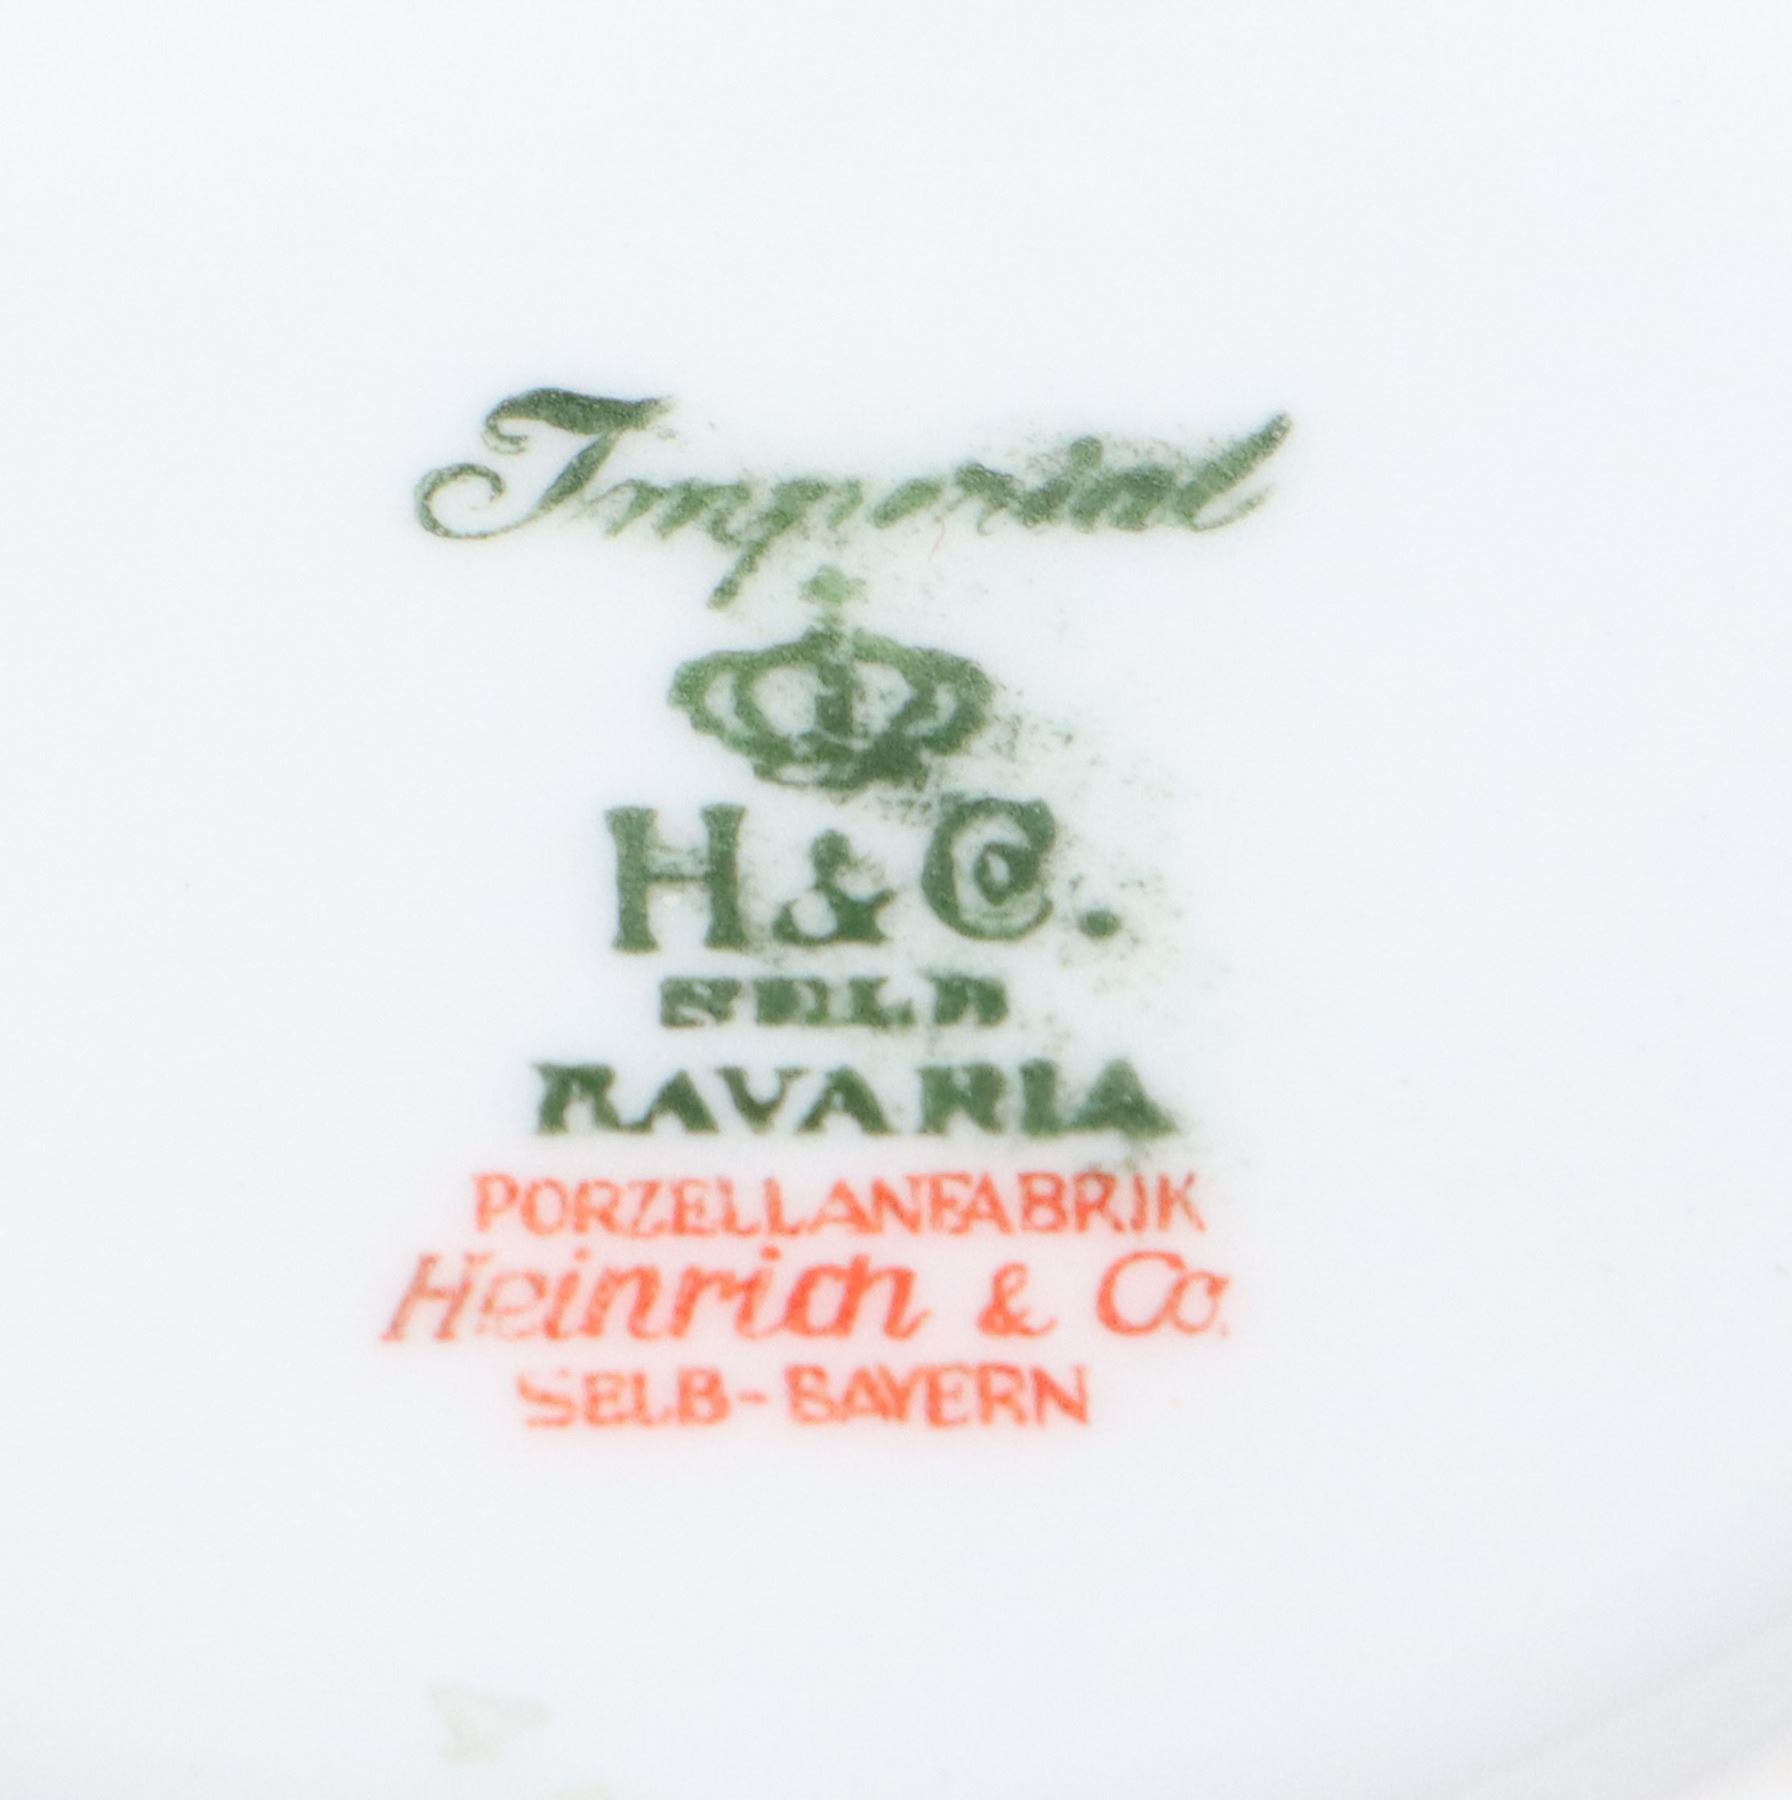 Imperial
H & C.
SELB
BAVARIA
PORZELLANFABRIK
Heinrich & Co.
SELB-BAYERN